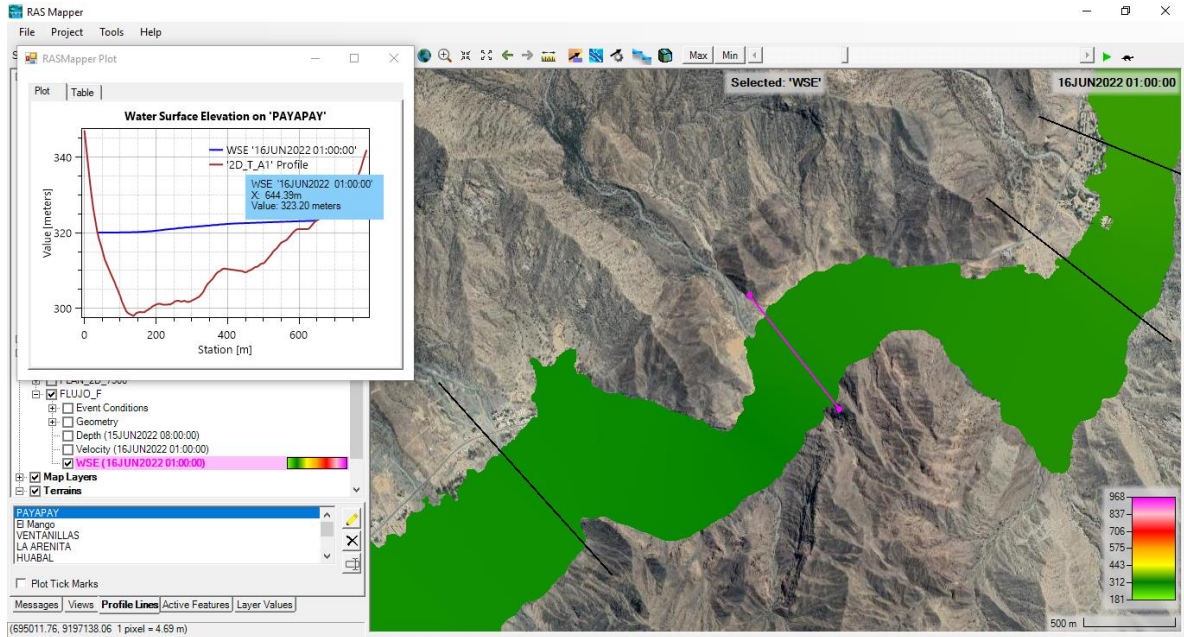 RAS Mapper
File Project Tools Help
Max Min
RASMapper Plot
Plot Table
Water Surface Elevation on 'PAYAPAY'
WSE '16JUN2022 01:00:00'
'2D_T_A1' Profile
WSE '16JUN2022 01:00:00'
X: 644.39m
Value: 323.20 meters
Value [meters]
340
320
300
0 200 400 600
Station [m]
Selected: 'WSE'
16JUN2022 01:00:00
FLUJO_F
Event Conditions
Geometry
Depth (15JUN2022 08:00:00)
Velocity (16JUN2022 01:00:00)
WSE (16JUN2022 01:00:00)
Map Layers
Terrains
PAYAPAY
El Mango
VENTANILLAS
LA ARENITA
HUABAL
Plot Tick Marks
Messages Views Profile Lines Active Features Layer Values
(695011.76, 9197138.06 1 pixel = 4.69 m)
968
837
706
575
443
312
181
500 m